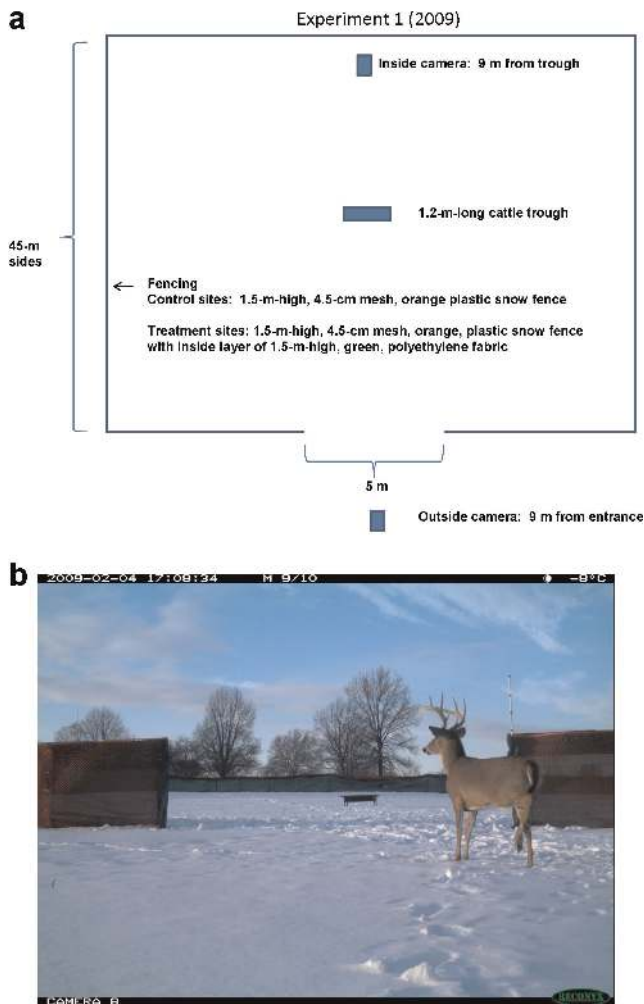 a
Experiment 1 (2009)
Inside camera: 9 m from trough
1.2-m-long cattle trough
45-m
sides
← Fencing
Control sites: 1.5-m-high, 4.5-cm mesh, orange plastic snow fence
Treatment sites: 1.5-m-high, 4.5-cm mesh, orange, plastic snow fence
with inside layer of 1.5-m-high, green, polyethylene fabric
5 m
Outside camera: 9 m from entrance
b
2009-02-04 17:09:34 M 9/10 -8°C
CAMERA 8
RECONYX